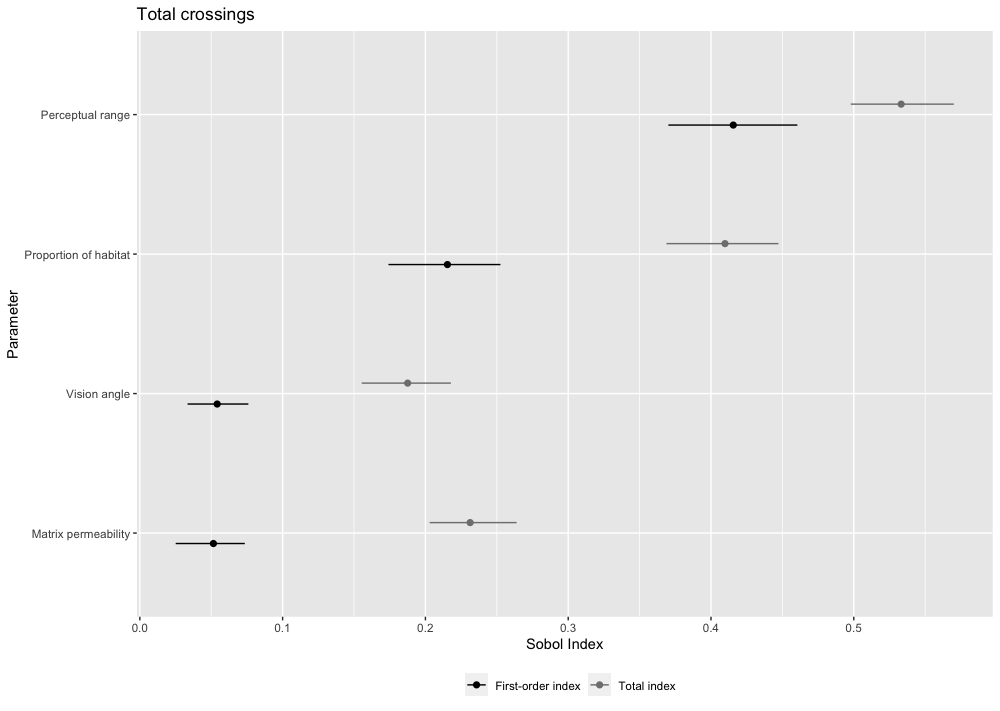 Total crossings
Parameter
Perceptual range
Proportion of habitat
Vision angle
Matrix permeability
0.0 0.1 0.2 0.3 0.4 0.5
Sobol Index
First-order index Total index